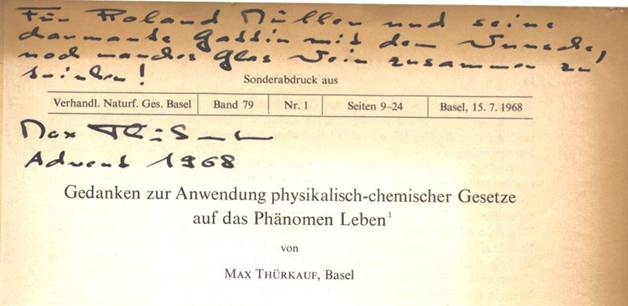 Für Roland Müller und seine
charmante Gattin mit dem Wunsche,
noch manches Glas Wein zusammen zu
trinken!
Sonderabdruck aus
Verhandl. Naturf. Ges. Basel Band 79 Nr. 1 Seiten 9–24 Basel, 15. 7. 1968
Max Thürkauf
Advent 1968
Gedanken zur Anwendung physikalisch-chemischer Gesetze
auf das Phänomen Leben¹
von
MAX THÜRKAUF, Basel